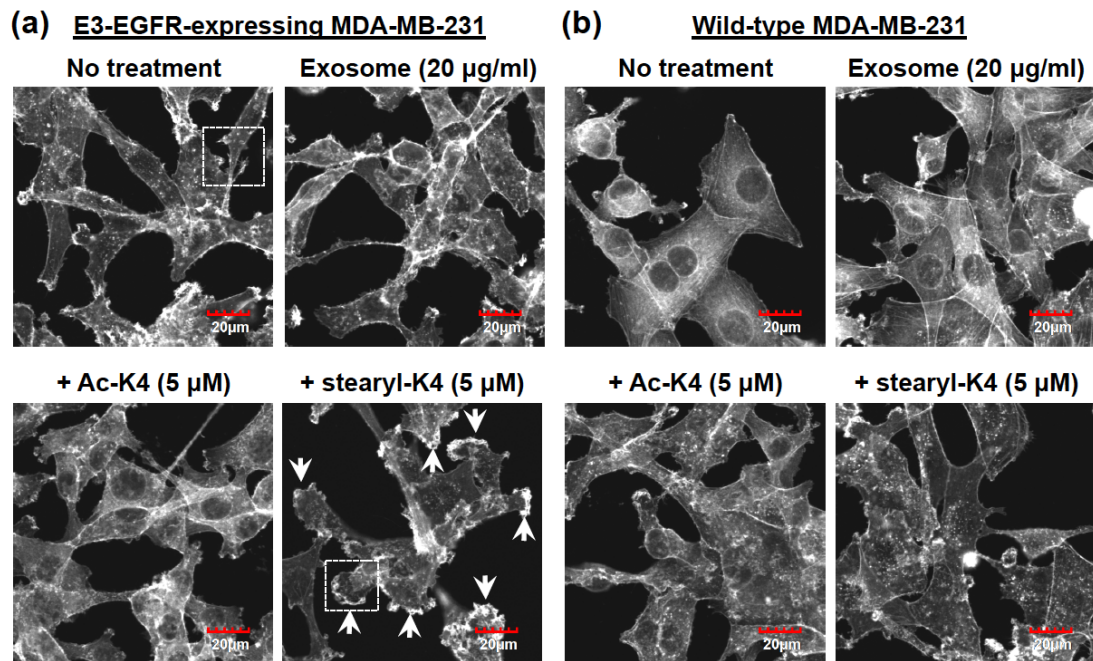 (a) E3-EGFR-expressing MDA-MB-231
(b) Wild-type MDA-MB-231
No treatment
Exosome (20 µg/ml)
No treatment
Exosome (20 µg/ml)
20µm
20µm
20µm
20µm
+ Ac-K4 (5 µM)
+ stearyl-K4 (5 µM)
+ Ac-K4 (5 µM)
+ stearyl-K4 (5 µM)
20µm
20µm
20µm
20µm